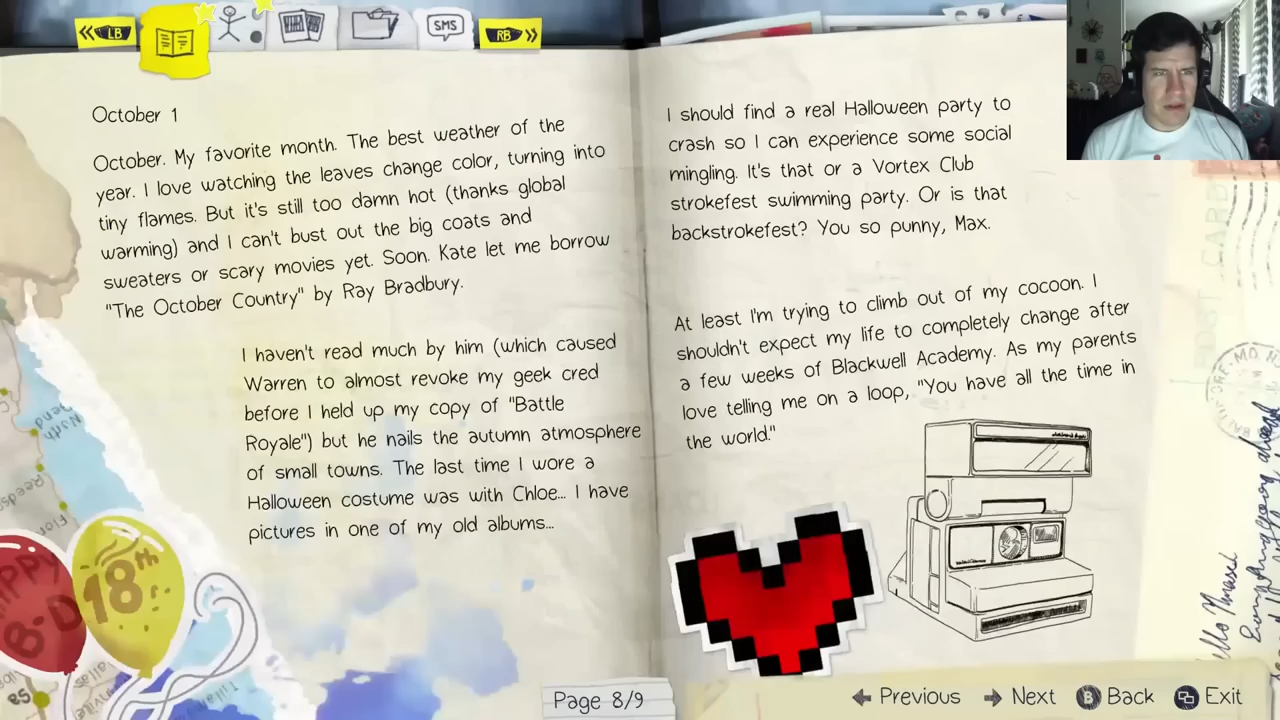 LB
SMS
RB
October 1
October. My favorite month. The best weather of the
year. I love watching the leaves change color, turning into
tiny flames. But it's still too damn hot (thanks global
warming) and I can't bust out the big coats and
sweaters or scary movies yet. Soon. Kate let me borrow
"The October Country" by Ray Bradbury.
I haven't read much by him (which caused
Warren to almost revoke my geek cred
before I held up my copy of "Battle
Royale") but he nails the autumn atmosphere
of small towns. The last time I wore a
Halloween costume was with Chloe... I have
pictures in one of my old albums...
I should find a real Halloween party to
crash so I can experience some social
mingling. It's that or a Vortex Club
strokefest swimming party. Or is that
backstrokefest? You so punny, Max.
At least I'm trying to climb out of my cocoon. I
shouldn't expect my life to completely change after
a few weeks of Blackwell Academy. As my parents
love telling me on a loop, "You have all the time in
the world."
18th
POST CARD
Page 8/9
Previous
Next
B Back
Exit